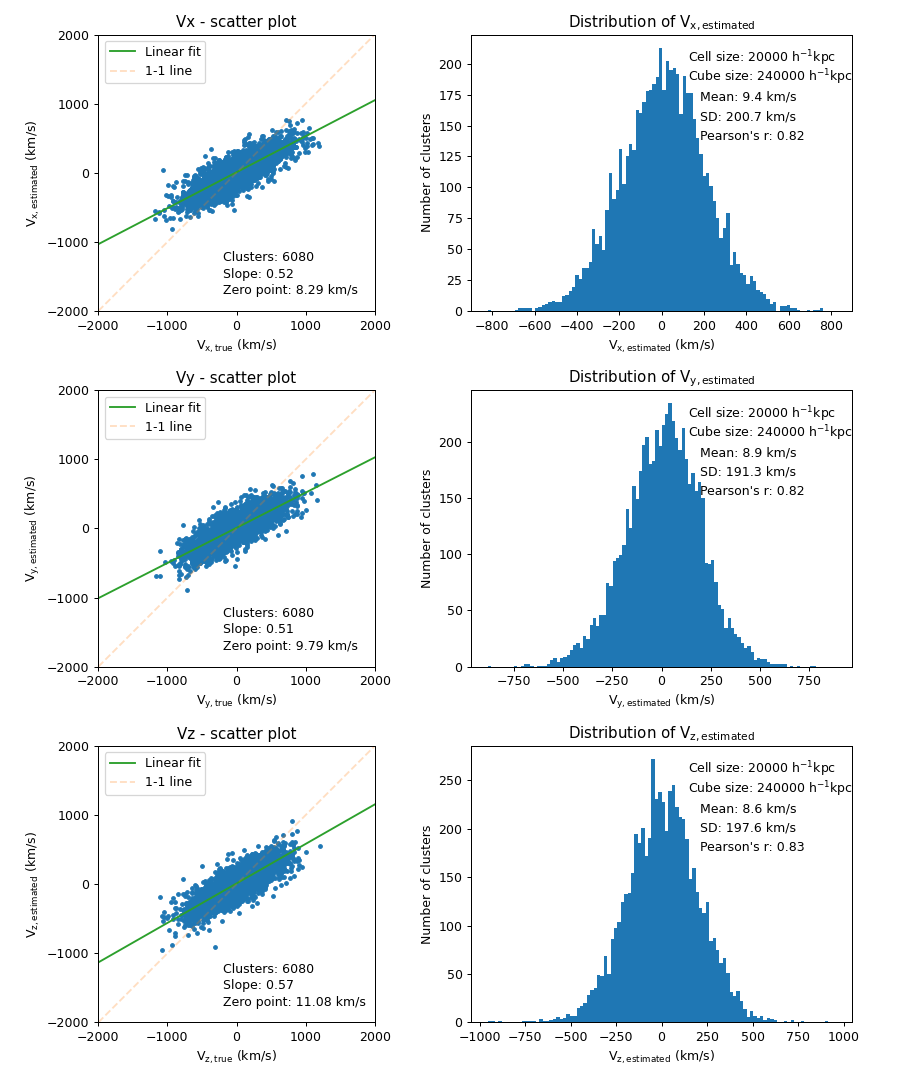 Vx - scatter plot
2000
1000
0
−1000
−2000
−2000 −1000 0 1000 2000
Vx, true (km/s)
Vx, estimated (km/s)
Linear fit
1-1 line
Clusters: 6080
Slope: 0.52
Zero point: 8.29 km/s
Distribution of Vx, estimated
200
175
150
125
100
75
50
25
0
−800 −600 −400 −200 0 200 400 600 800
Vx, estimated (km/s)
Number of clusters
Cell size: 20000 h−1kpc
Cube size: 240000 h−1kpc
Mean: 9.4 km/s
SD: 200.7 km/s
Pearson's r: 0.82
Vy - scatter plot
2000
1000
0
−1000
−2000
−2000 −1000 0 1000 2000
Vy, true (km/s)
Vy, estimated (km/s)
Linear fit
1-1 line
Clusters: 6080
Slope: 0.51
Zero point: 9.79 km/s
Distribution of Vy, estimated
200
150
100
50
0
−750 −500 −250 0 250 500 750
Vy, estimated (km/s)
Number of clusters
Cell size: 20000 h−1kpc
Cube size: 240000 h−1kpc
Mean: 8.9 km/s
SD: 191.3 km/s
Pearson's r: 0.82
Vz - scatter plot
2000
1000
0
−1000
−2000
−2000 −1000 0 1000 2000
Vz, true (km/s)
Vz, estimated (km/s)
Linear fit
1-1 line
Clusters: 6080
Slope: 0.57
Zero point: 11.08 km/s
Distribution of Vz, estimated
250
200
150
100
50
0
−1000 −750 −500 −250 0 250 500 750 1000
Vz, estimated (km/s)
Number of clusters
Cell size: 20000 h−1kpc
Cube size: 240000 h−1kpc
Mean: 8.6 km/s
SD: 197.6 km/s
Pearson's r: 0.83